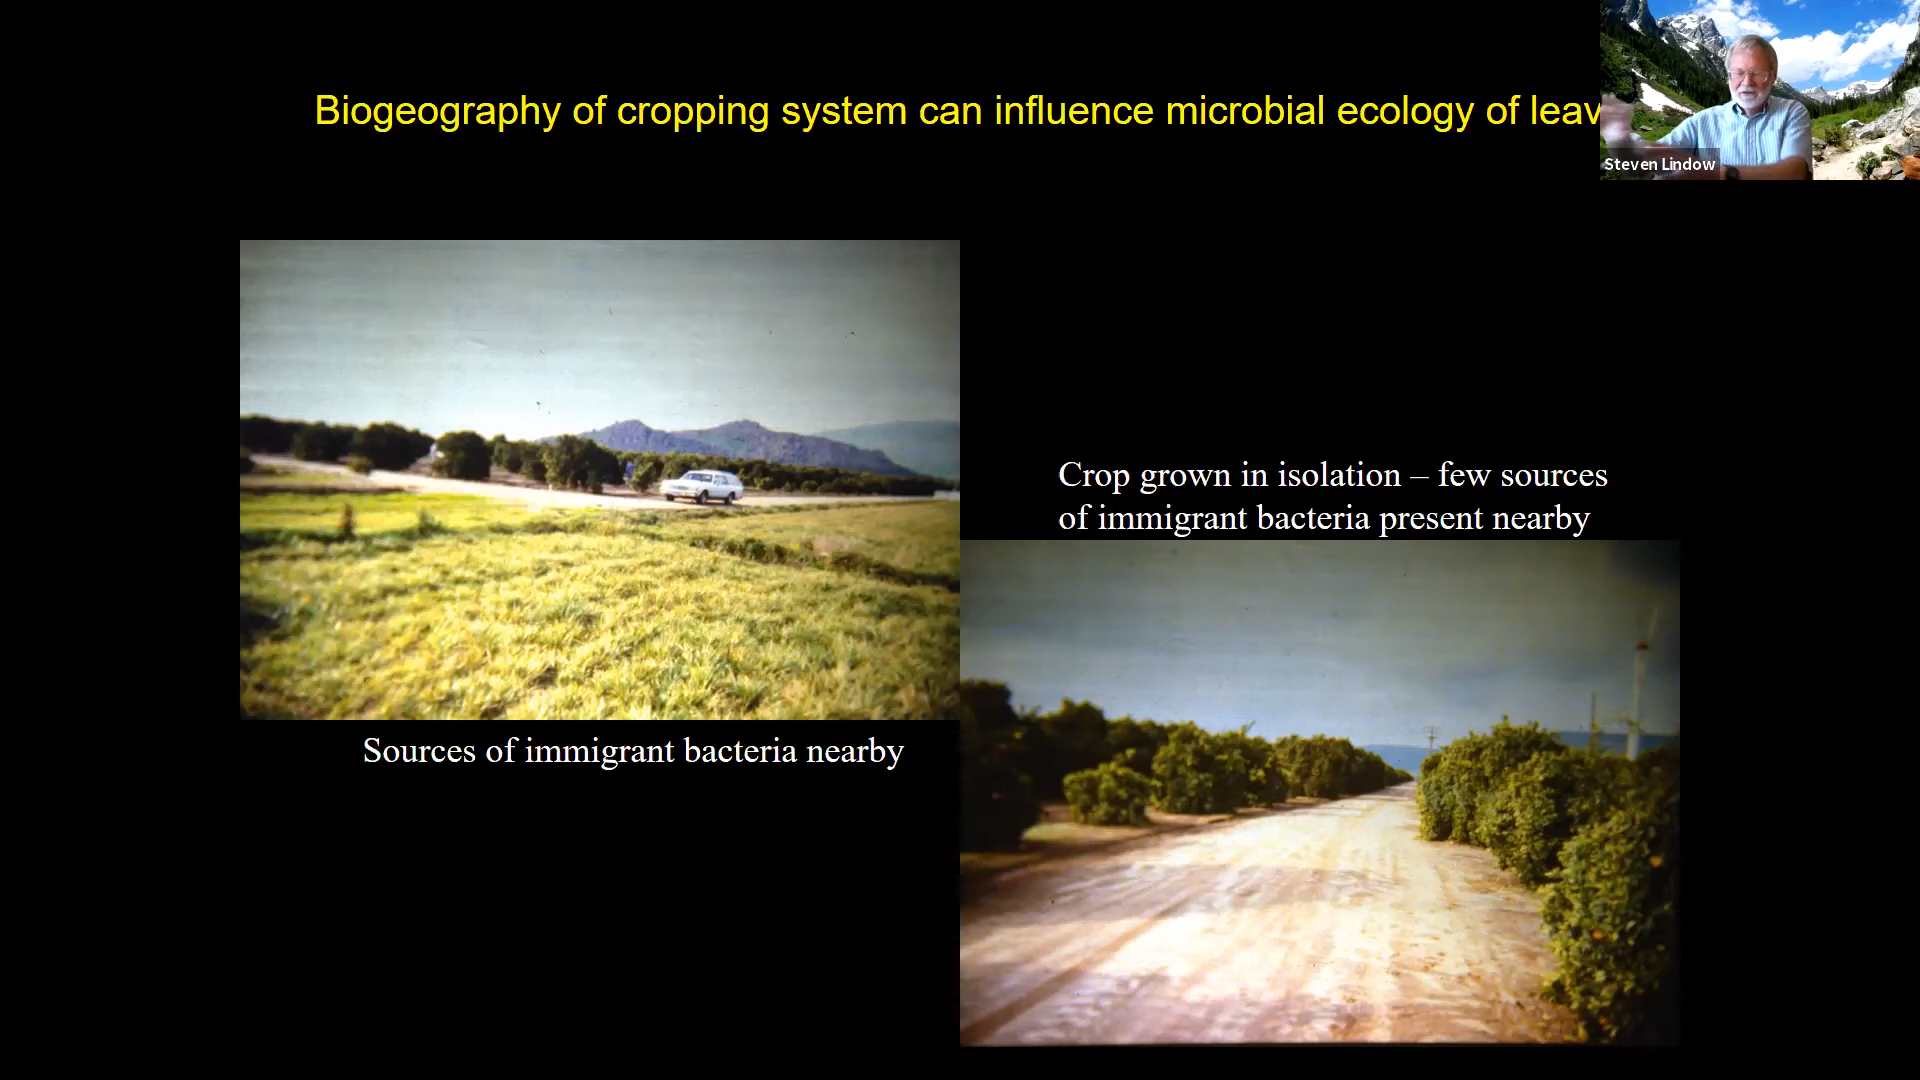 Biogeography of cropping system can influence microbial ecology of leav
Steven Lindow
Crop grown in isolation – few sources
of immigrant bacteria present nearby
Sources of immigrant bacteria nearby